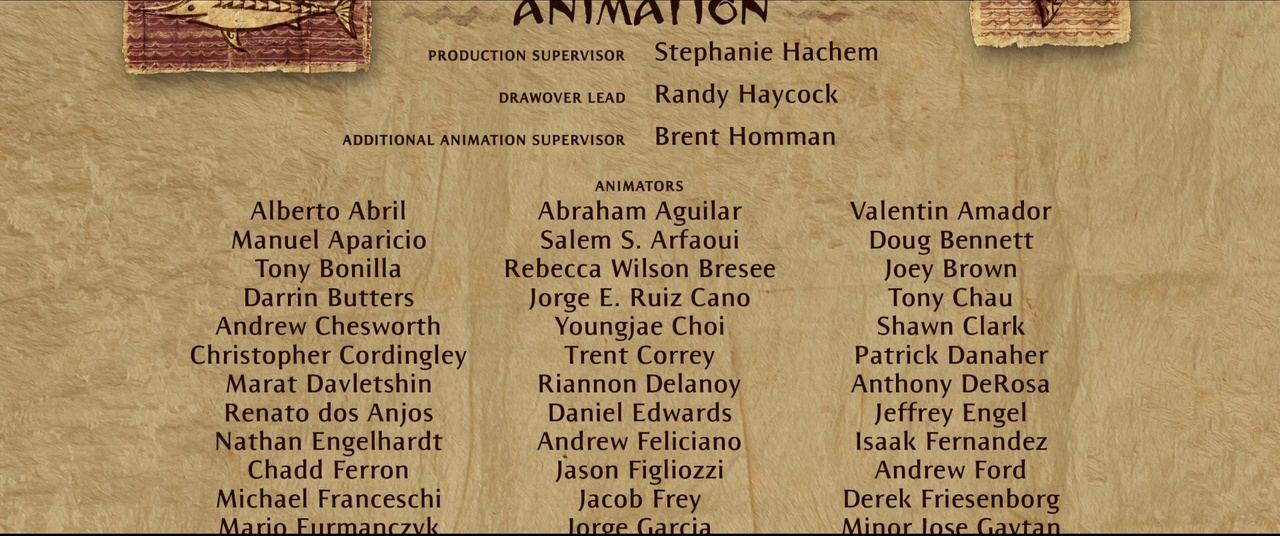 ANIMATION
PRODUCTION SUPERVISOR Stephanie Hachem
DRAWOVER LEAD Randy Haycock
ADDITIONAL ANIMATION SUPERVISOR Brent Homman
ANIMATORS
Alberto Abril Abraham Aguilar Valentin Amador
Manuel Aparicio Salem S. Arfaoui Doug Bennett
Tony Bonilla Rebecca Wilson Bresee Joey Brown
Darrin Butters Jorge E. Ruiz Cano Tony Chau
Andrew Chesworth Youngjae Choi Shawn Clark
Christopher Cordingley Trent Correy Patrick Danaher
Marat Davletshin Riannon Delanoy Anthony DeRosa
Renato dos Anjos Daniel Edwards Jeffrey Engel
Nathan Engelhardt Andrew Feliciano Isaak Fernandez
Chadd Ferron Jason Figliozzi Andrew Ford
Michael Franceschi Jacob Frey Derek Friesenborg
Mario Furmanczyk Jorge Garcia Minor Jose Gaytan